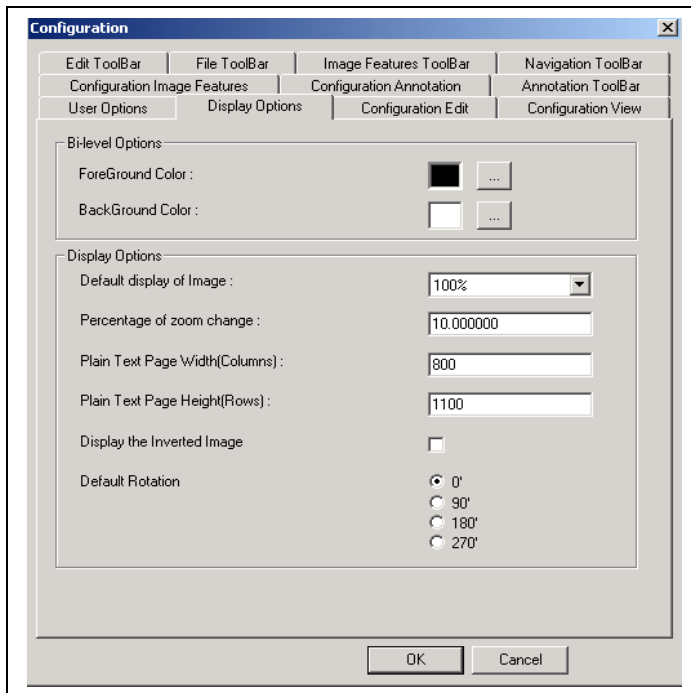 Configuration
Edit ToolBar File ToolBar Image Features ToolBar Navigation ToolBar
Configuration Image Features Configuration Annotation Annotation ToolBar
User Options Display Options Configuration Edit Configuration View
Bi-level Options
ForeGround Color : ...
BackGround Color : ...
Display Options
Default display of Image : 100%
Percentage of zoom change : 10.000000
Plain Text Page Width(Columns) : 800
Plain Text Page Height(Rows) : 1100
Display the Inverted Image
Default Rotation 0'
90'
180'
270'
OK Cancel